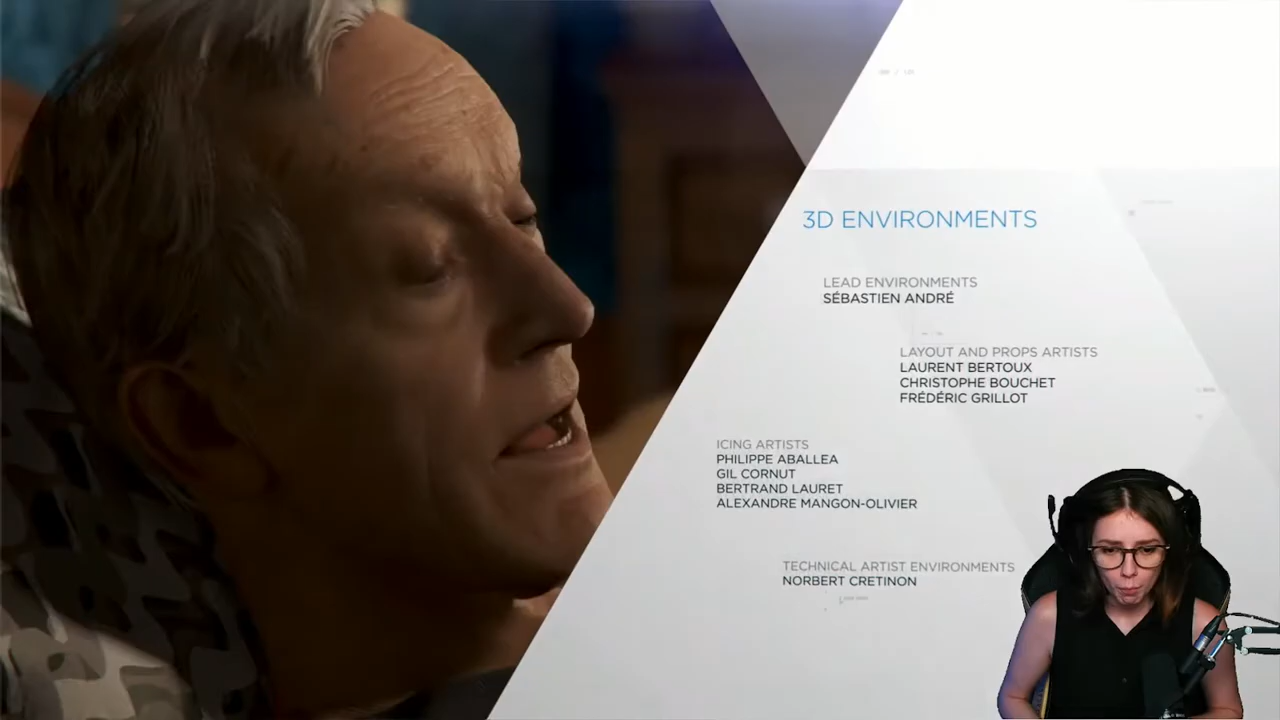 3D ENVIRONMENTS
LEAD ENVIRONMENTS
SÉBASTIEN ANDRÉ
LAYOUT AND PROPS ARTISTS
LAURENT BERTOUX
CHRISTOPHE BOUCHET
FRÉDÉRIC GRILLOT
ICING ARTISTS
PHILIPPE ABALLEA
GIL CORNUT
BERTRAND LAURET
ALEXANDRE MANGON-OLIVIER
TECHNICAL ARTIST ENVIRONMENTS
NORBERT CRETINON